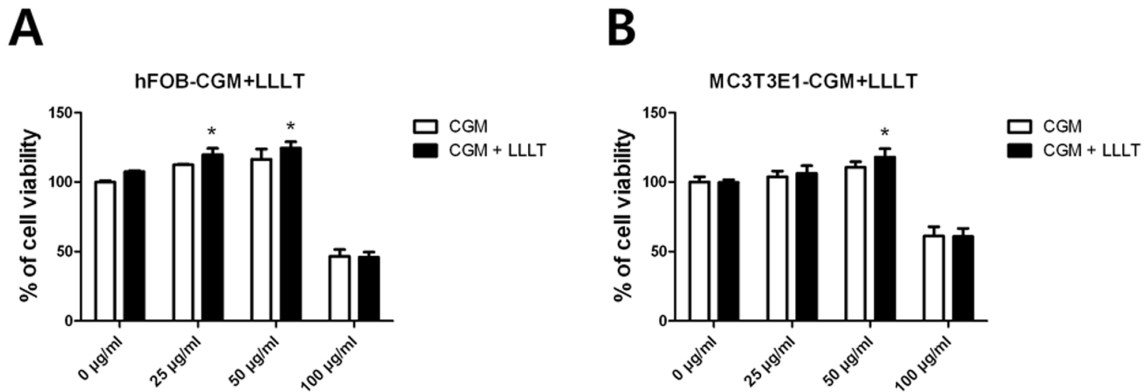 A
hFOB-CGM+LLLT
% of cell viability
150
100
50
0
*
*
0 µg/ml
25 µg/ml
50 µg/ml
100 µg/ml
CGM
CGM + LLLT
B
MC3T3E1-CGM+LLLT
% of cell viability
150
100
50
0
*
0 µg/ml
25 µg/ml
50 µg/ml
100 µg/ml
CGM
CGM + LLLT